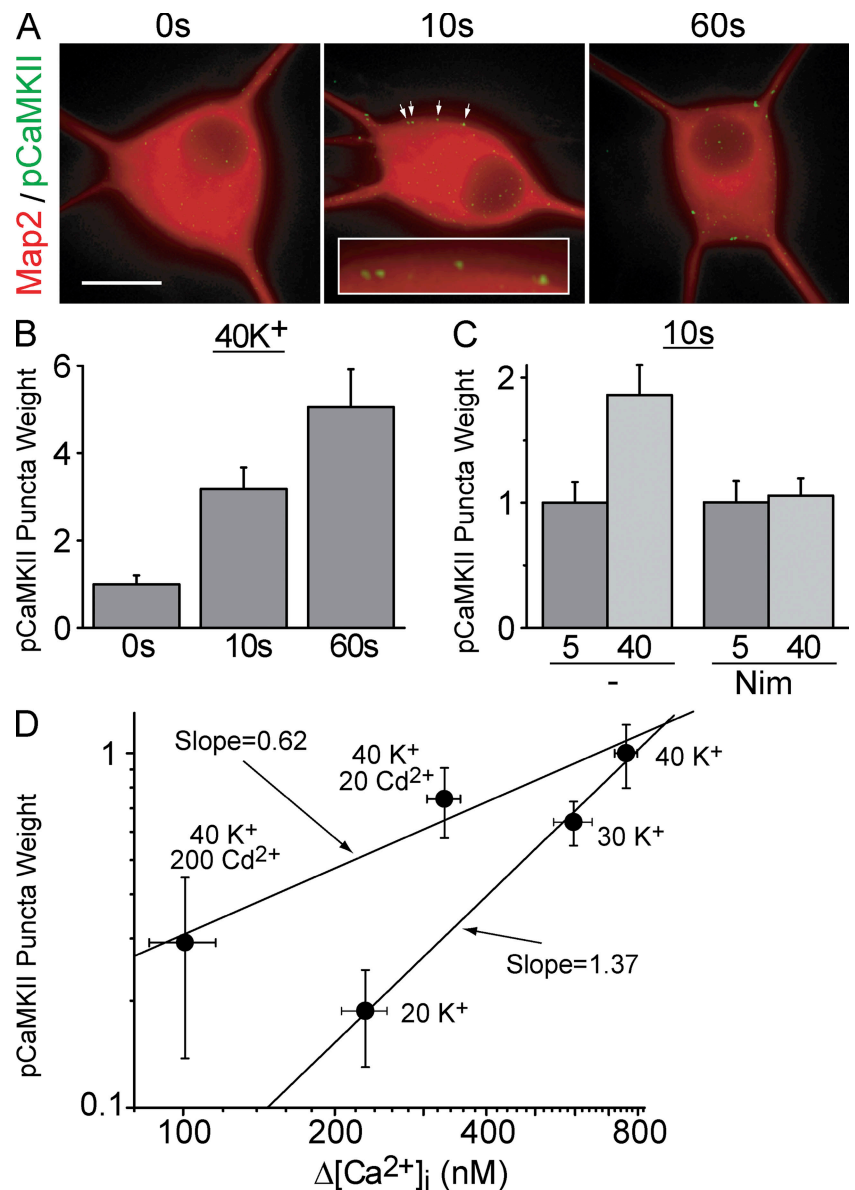 A
0s
10s
60s
Map2 / pCaMKII
B
40K+
pCaMKII Puncta Weight
6
4
2
0
0s
10s
60s
C
10s
pCaMKII Puncta Weight
2
1
0
5
40
5
40
-
Nim
D
pCaMKII Puncta Weight
1
0.1
Slope=0.62
40 K+
20 Cd2+
40 K+
200 Cd2+
40 K+
30 K+
Slope=1.37
20 K+
100
200
400
800
Δ[Ca2+]i (nM)